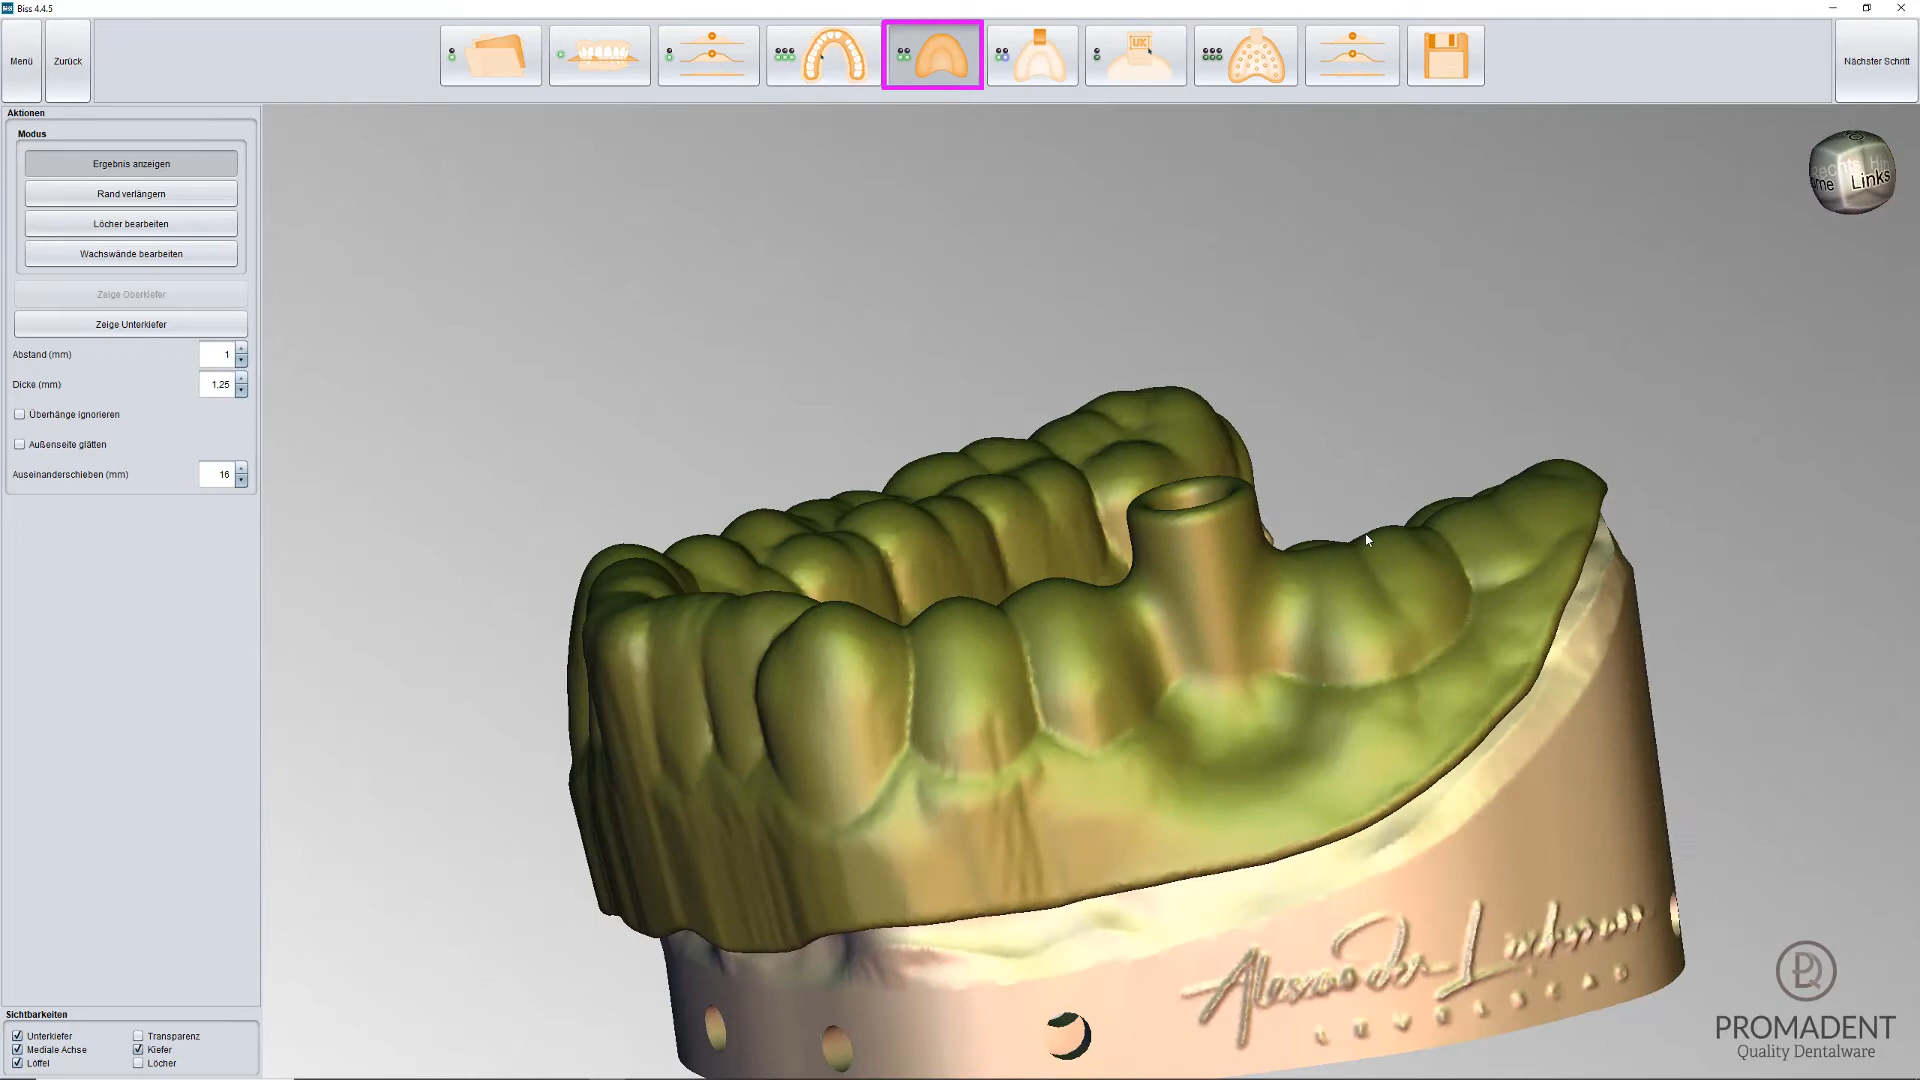 Biss 4.4.5
Menü
Zurück
UK
Nächster Schritt
Aktionen
Modus
Ergebnis anzeigen
Rand verlängern
Löcher bearbeiten
Wachswände bearbeiten
Zeige Oberkiefer
Zeige Unterkiefer
Abstand (mm) 1
Dicke (mm) 1,25
Überhänge ignorieren
Außenseite glätten
Auseinanderschieben (mm) 16
Rechts
Links
Sichtbarkeiten
Unterkiefer
Transparenz
Mediale Achse
Kiefer
Löffel
Löcher
PROMADENT
Quality Dentalware